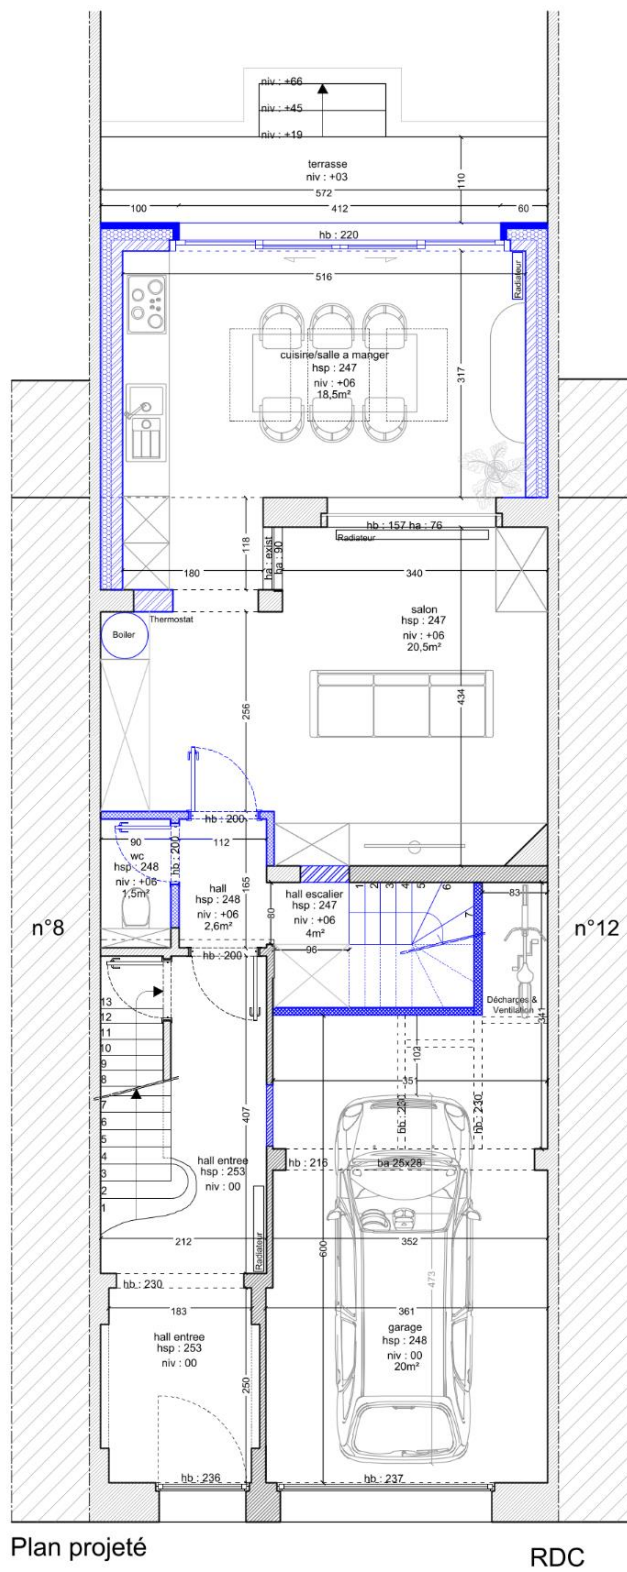 niv : +66
niv : +45
niv : +19
terrasse
niv : +03
110
572
100
412
60
hb : 220
516
Radiateur
cuisine/salle a manger
hsp : 247
niv : +06
18,5m²
317
hb : 157 ha : 76
Radiateur
118
ha : exist
ha : 90
180
340
Thermostat
Boiler
salon
hsp : 247
niv : +06
20,5m²
256
434
hb : 200
90
112
wc
hsp : 248
niv : +06
1,5m²
hb : 200
165
hall
hsp : 248
niv : +06
2,6m²
hall escalier
hsp : 247
niv : +06
4m²
80
96
1
2
3
4
5
6
7
83
n°8
n°12
hb : 200
Décharges &
Ventilation
341
13
12
11
10
9
8
7
6
5
4
3
2
1
102
407
hb : 230
hb : 230
hall entree
hsp : 253
niv : 00
hb : 216
ba 25x28
Radiateur
212
352
600
473
hb : 230
183
361
hall entree
hsp : 253
niv : 00
250
garage
hsp : 248
niv : 00
20m²
hb : 236
hb : 237
Plan projeté
RDC